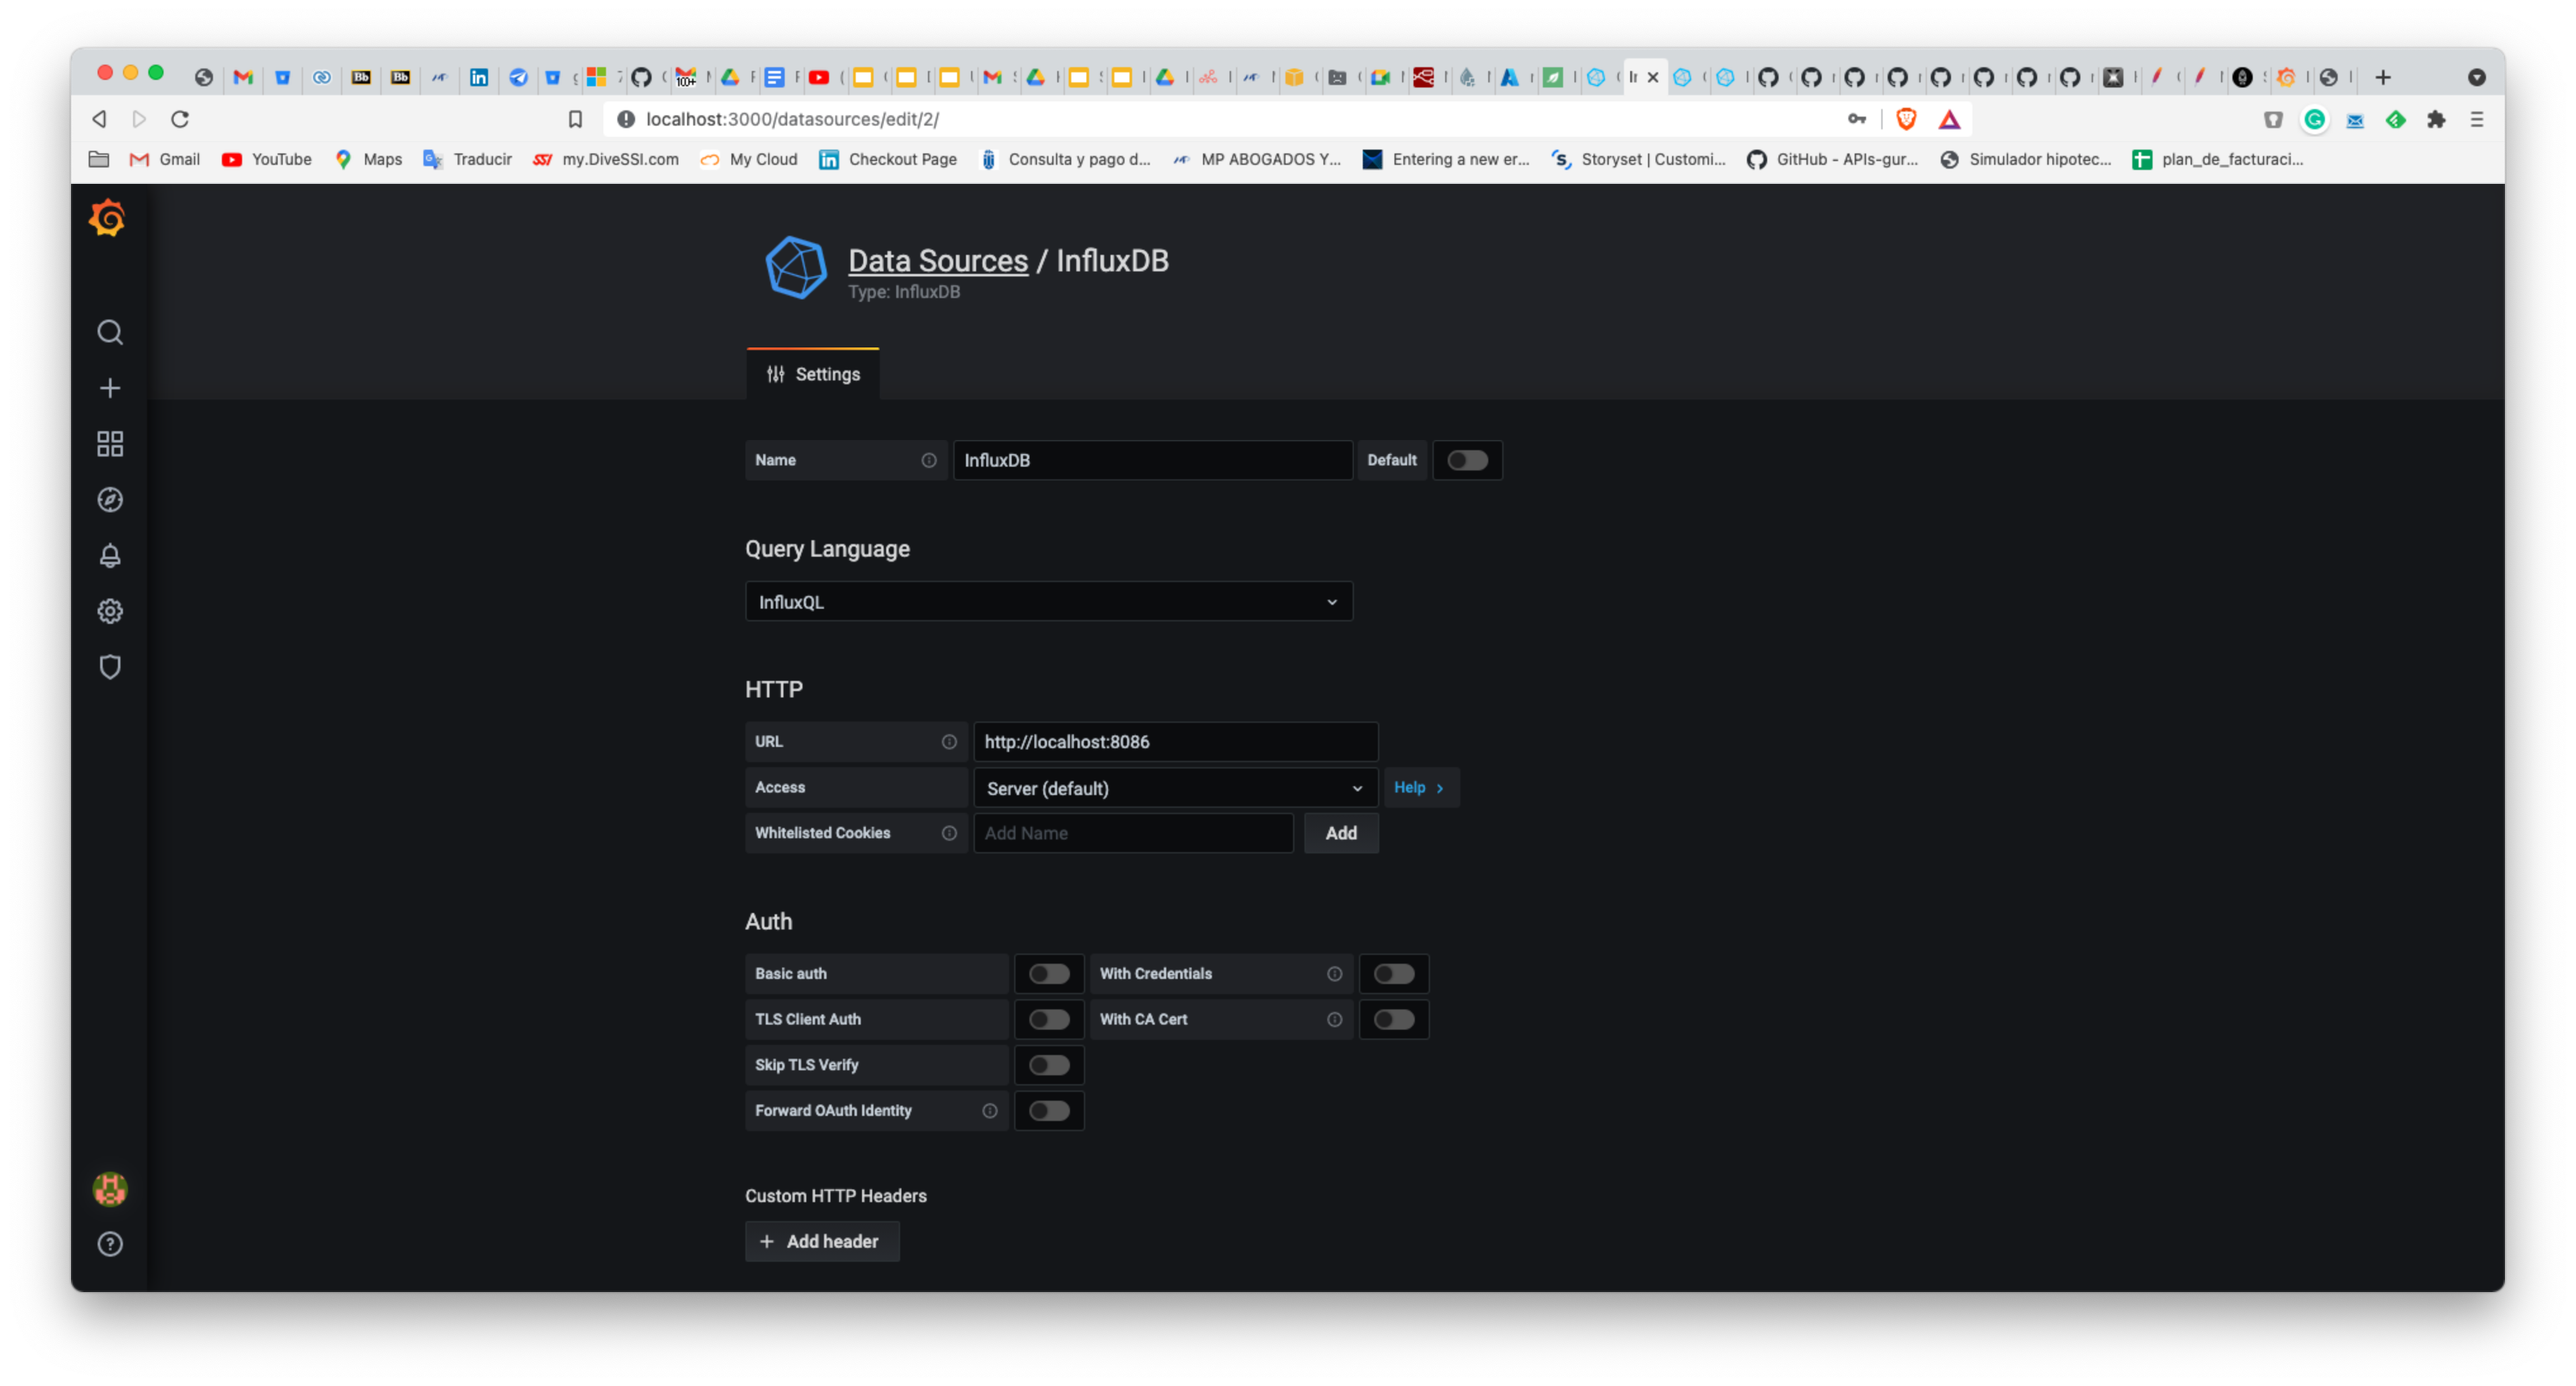 100+
localhost:3000/datasources/edit/2/
Gmail YouTube Maps Traducir my.DiveSSI.com My Cloud Checkout Page Consulta y pago d... MP ABOGADOS Y... Entering a new er... Storyset | Customi... GitHub - APIs-gur... Simulador hipotec... plan_de_facturaci...
Data Sources / InfluxDB
Type: InfluxDB
Settings
Name InfluxDB Default
Query Language
InfluxQL
HTTP
URL http://localhost:8086
Access Server (default) Help >
Whitelisted Cookies Add Name Add
Auth
Basic auth With Credentials
TLS Client Auth With CA Cert
Skip TLS Verify
Forward OAuth Identity
Custom HTTP Headers
+ Add header